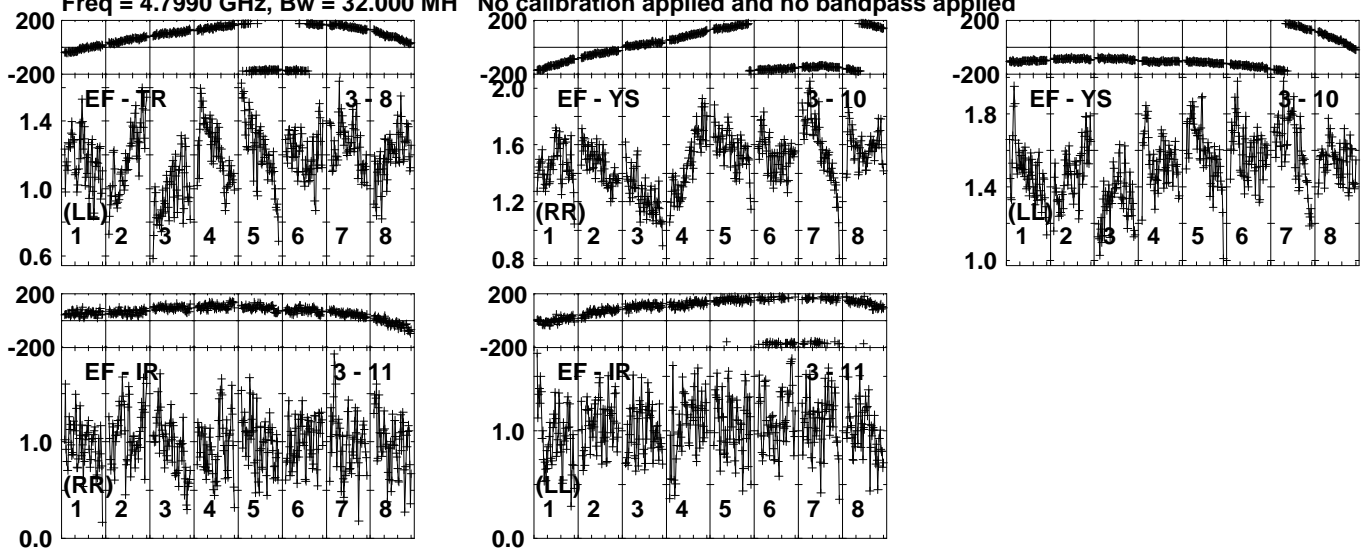 Freq = 4.7990 GHz, Bw = 32.000 MH No calibration applied and no bandpass applied
200
-200
EF - TR 3 - 8
1.4
1.0
(LL)
1 2 3 4 5 6 7 8
0.6
200
-200
2.0
EF - YS 3 - 10
1.6
1.2
(RR)
1 2 3 4 5 6 7 8
0.8
200
-200
EF - YS 3 - 10
1.8
1.4
(LL)
1 2 3 4 5 6 7 8
1.0
200
-200
EF - IR 3 - 11
1.0
(RR)
1 2 3 4 5 6 7 8
0.0
200
-200
EF - IR 3 - 11
1.0
(LL)
1 2 3 4 5 6 7 8
0.0